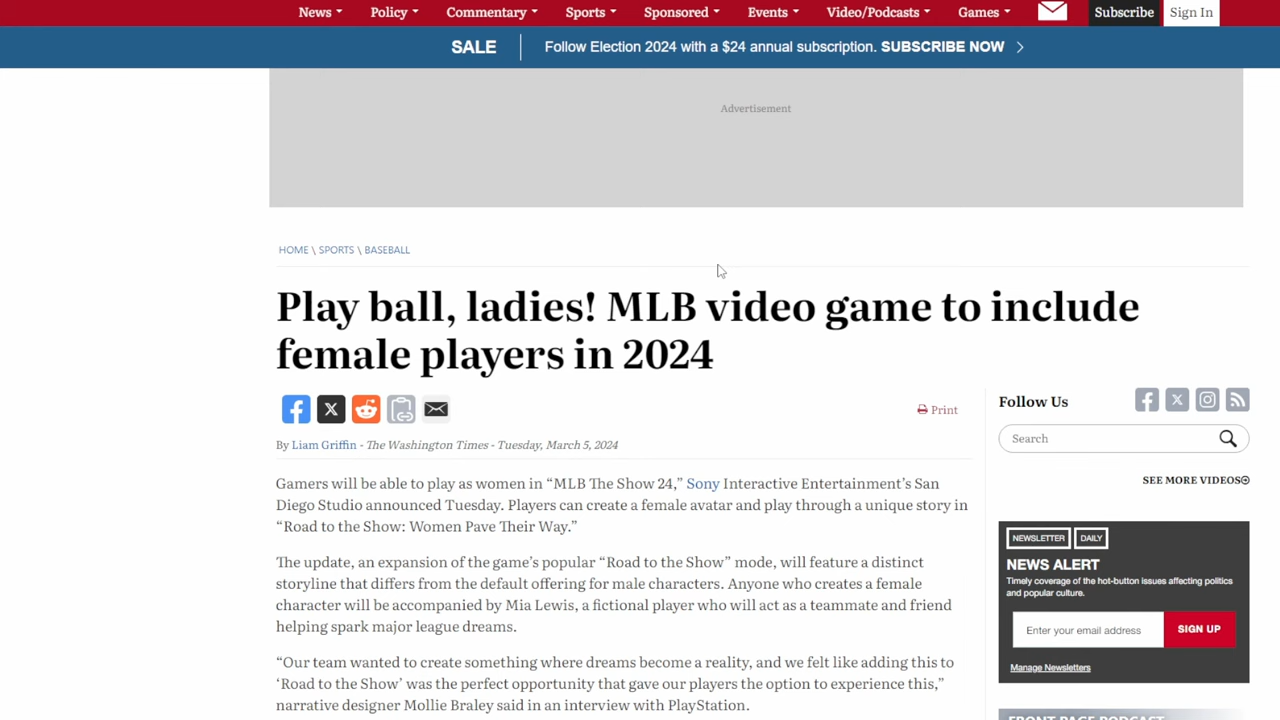 News Policy Commentary Sports Sponsored Events Video/Podcasts Games Subscribe Sign In
SALE Follow Election 2024 with a $24 annual subscription. SUBSCRIBE NOW
Advertisement
HOME \ SPORTS \ BASEBALL
Play ball, ladies! MLB video game to include
female players in 2024
Print
By Liam Griffin - The Washington Times - Tuesday, March 5, 2024
Gamers will be able to play as women in “MLB The Show 24,” Sony Interactive Entertainment’s San
Diego Studio announced Tuesday. Players can create a female avatar and play through a unique story in
“Road to the Show: Women Pave Their Way.”
The update, an expansion of the game’s popular “Road to the Show” mode, will feature a distinct
storyline that differs from the default offering for male characters. Anyone who creates a female
character will be accompanied by Mia Lewis, a fictional player who will act as a teammate and friend
helping spark major league dreams.
“Our team wanted to create something where dreams become a reality, and we felt like adding this to
‘Road to the Show’ was the perfect opportunity that gave our players the option to experience this,”
narrative designer Mollie Braley said in an interview with PlayStation.
Follow Us
Search
SEE MORE VIDEOS
NEWSLETTER DAILY
NEWS ALERT
Timely coverage of the hot-button issues affecting politics
and popular culture.
Enter your email address SIGN UP
Manage Newsletters
FRONT PAGE PODCAST